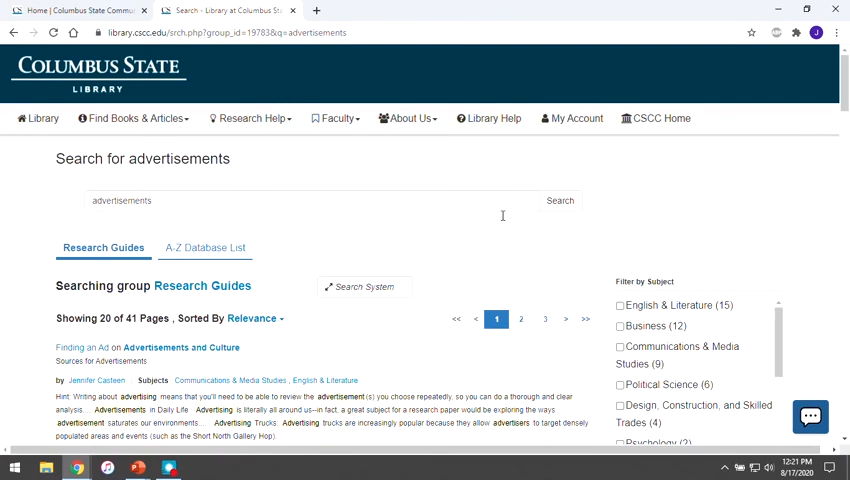 Home | Columbus State Commu
Search - Library at Columbus St
library.cscc.edu/srch.php?group_id=19783&q=advertisements
J
COLUMBUS STATE
LIBRARY
Library
Find Books & Articles
Research Help
Faculty
About Us
Library Help
My Account
CSCC Home
Search for advertisements
advertisements
Search
Research Guides
A-Z Database List
Searching group Research Guides
Search System
Filter by Subject
Showing 20 of 41 Pages , Sorted By Relevance
<< < 1 2 3 > >>
English & Literature (15)
Business (12)
Communications & Media
Studies (9)
Political Science (6)
Design, Construction, and Skilled
Trades (4)
Psychology (2)
Finding an Ad on Advertisements and Culture
Sources for Advertisements
by Jennifer Casteen Subjects Communications & Media Studies , English & Literature
Hint: Writing about advertising means that you'll need to be able to review the advertisement(s) you choose repeatedly, so you can do a thorough and clear
analysis... Advertisements in Daily Life Advertising is literally all around us--in fact, a great subject for a research paper would be exploring the ways
advertisement saturates our environments.... Advertising Trucks: Advertising trucks are increasingly popular because they allow advertisers to target densely
populated areas and events (such as the Short North Gallery Hop).
12:21 PM
8/17/2020